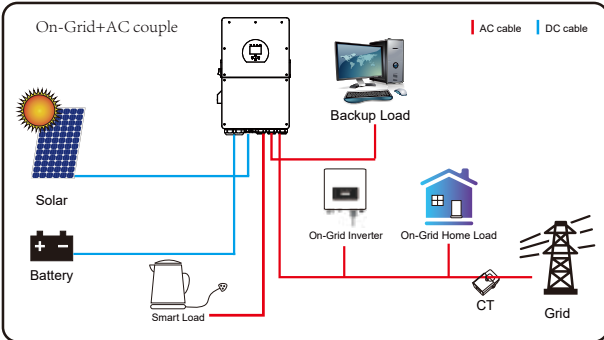 On-Grid+AC couple
AC cable
DC cable
Backup Load
Solar
On-Grid Inverter
On-Grid Home Load
Battery
CT
Grid
Smart Load